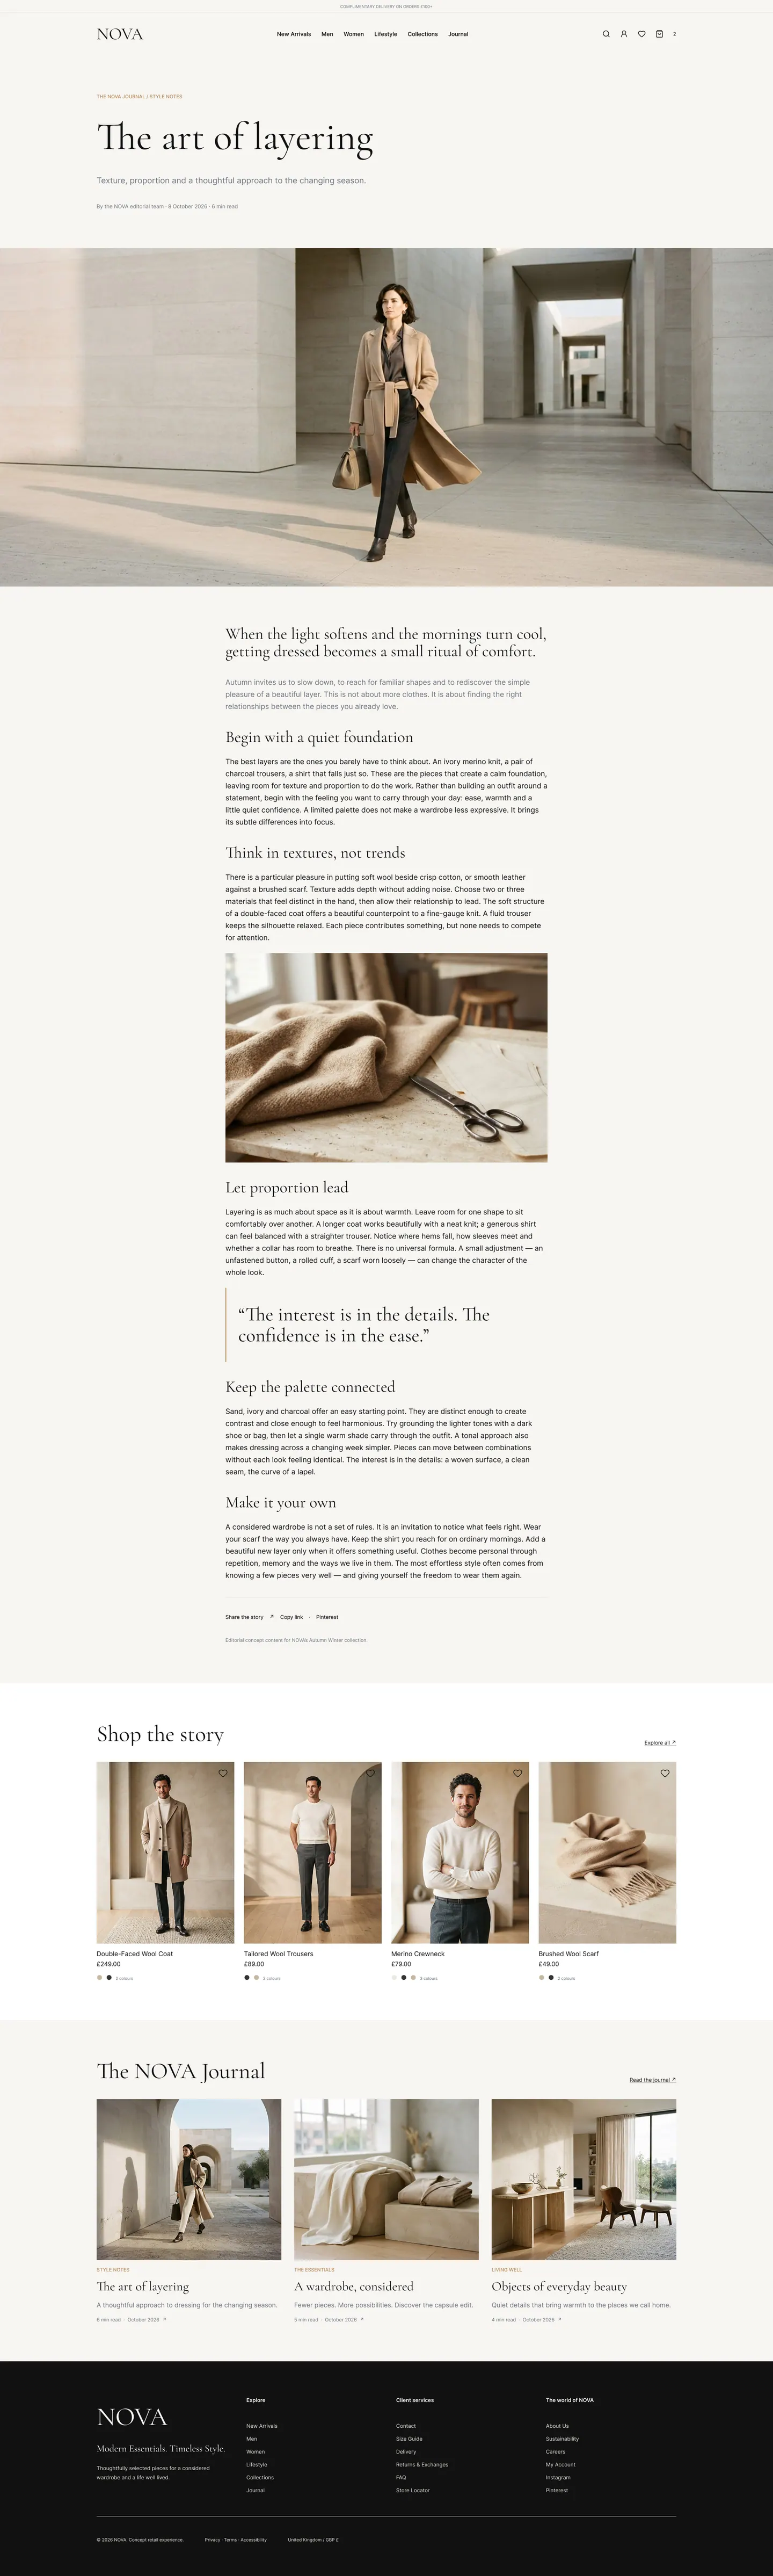 COMPLIMENTARY DELIVERY ON ORDERS £100+
NOVA
New Arrivals Men Women Lifestyle Collections Journal
2
THE NOVA JOURNAL / STYLE NOTES
The art of layering
Texture, proportion and a thoughtful approach to the changing season.
By the NOVA editorial team · 8 October 2026 · 6 min read
When the light softens and the mornings turn cool,
getting dressed becomes a small ritual of comfort.
Autumn invites us to slow down, to reach for familiar shapes and to rediscover the simple
pleasure of a beautiful layer. This is not about more clothes. It is about finding the right
relationships between the pieces you already love.
Begin with a quiet foundation
The best layers are the ones you barely have to think about. An ivory merino knit, a pair of
charcoal trousers, a shirt that falls just so. These are the pieces that create a calm foundation,
leaving room for texture and proportion to do the work. Rather than building an outfit around a
statement, begin with the feeling you want to carry through your day: ease, warmth and a
little quiet confidence. A limited palette does not make a wardrobe less expressive. It brings
its subtle differences into focus.
Think in textures, not trends
There is a particular pleasure in putting soft wool beside crisp cotton, or smooth leather
against a brushed scarf. Texture adds depth without adding noise. Choose two or three
materials that feel distinct in the hand, then allow their relationship to lead. The soft structure
of a double-faced coat offers a beautiful counterpoint to a fine-gauge knit. A fluid trouser
keeps the silhouette relaxed. Each piece contributes something, but none needs to compete
for attention.
Let proportion lead
Layering is as much about space as it is about warmth. Leave room for one shape to sit
comfortably over another. A longer coat works beautifully with a neat knit; a generous shirt
can feel balanced with a straighter trouser. Notice where hems fall, how sleeves meet and
whether a collar has room to breathe. There is no universal formula. A small adjustment — an
unfastened button, a rolled cuff, a scarf worn loosely — can change the character of the
whole look.
“The interest is in the details. The
confidence is in the ease.”
Keep the palette connected
Sand, ivory and charcoal offer an easy starting point. They are distinct enough to create
contrast and close enough to feel harmonious. Try grounding the lighter tones with a dark
shoe or bag, then let a single warm shade carry through the outfit. A tonal approach also
makes dressing across a changing week simpler. Pieces can move between combinations
without each look feeling identical. The interest is in the details: a woven surface, a clean
seam, the curve of a lapel.
Make it your own
A considered wardrobe is not a set of rules. It is an invitation to notice what feels right. Wear
your scarf the way you always have. Keep the shirt you reach for on ordinary mornings. Add a
beautiful new layer only when it offers something useful. Clothes become personal through
repetition, memory and the ways we live in them. The most effortless style often comes from
knowing a few pieces very well — and giving yourself the freedom to wear them again.
Share the story ↗ Copy link · Pinterest
Editorial concept content for NOVA's Autumn Winter collection.
Shop the story
Explore all ↗
Double-Faced Wool Coat
£249.00
2 colours
Tailored Wool Trousers
£89.00
2 colours
Merino Crewneck
£79.00
3 colours
Brushed Wool Scarf
£49.00
2 colours
The NOVA Journal
Read the journal ↗
STYLE NOTES
The art of layering
A thoughtful approach to dressing for the changing season.
6 min read · October 2026 ↗
THE ESSENTIALS
A wardrobe, considered
Fewer pieces. More possibilities. Discover the capsule edit.
5 min read · October 2026 ↗
LIVING WELL
Objects of everyday beauty
Quiet details that bring warmth to the places we call home.
4 min read · October 2026 ↗
NOVA
Modern Essentials. Timeless Style.
Thoughtfully selected pieces for a considered
wardrobe and a life well lived.
Explore
New Arrivals
Men
Women
Lifestyle
Collections
Journal
Client services
Contact
Size Guide
Delivery
Returns & Exchanges
FAQ
Store Locator
The world of NOVA
About Us
Sustainability
Careers
My Account
Instagram
Pinterest
© 2026 NOVA. Concept retail experience. Privacy · Terms · Accessibility United Kingdom / GBP £